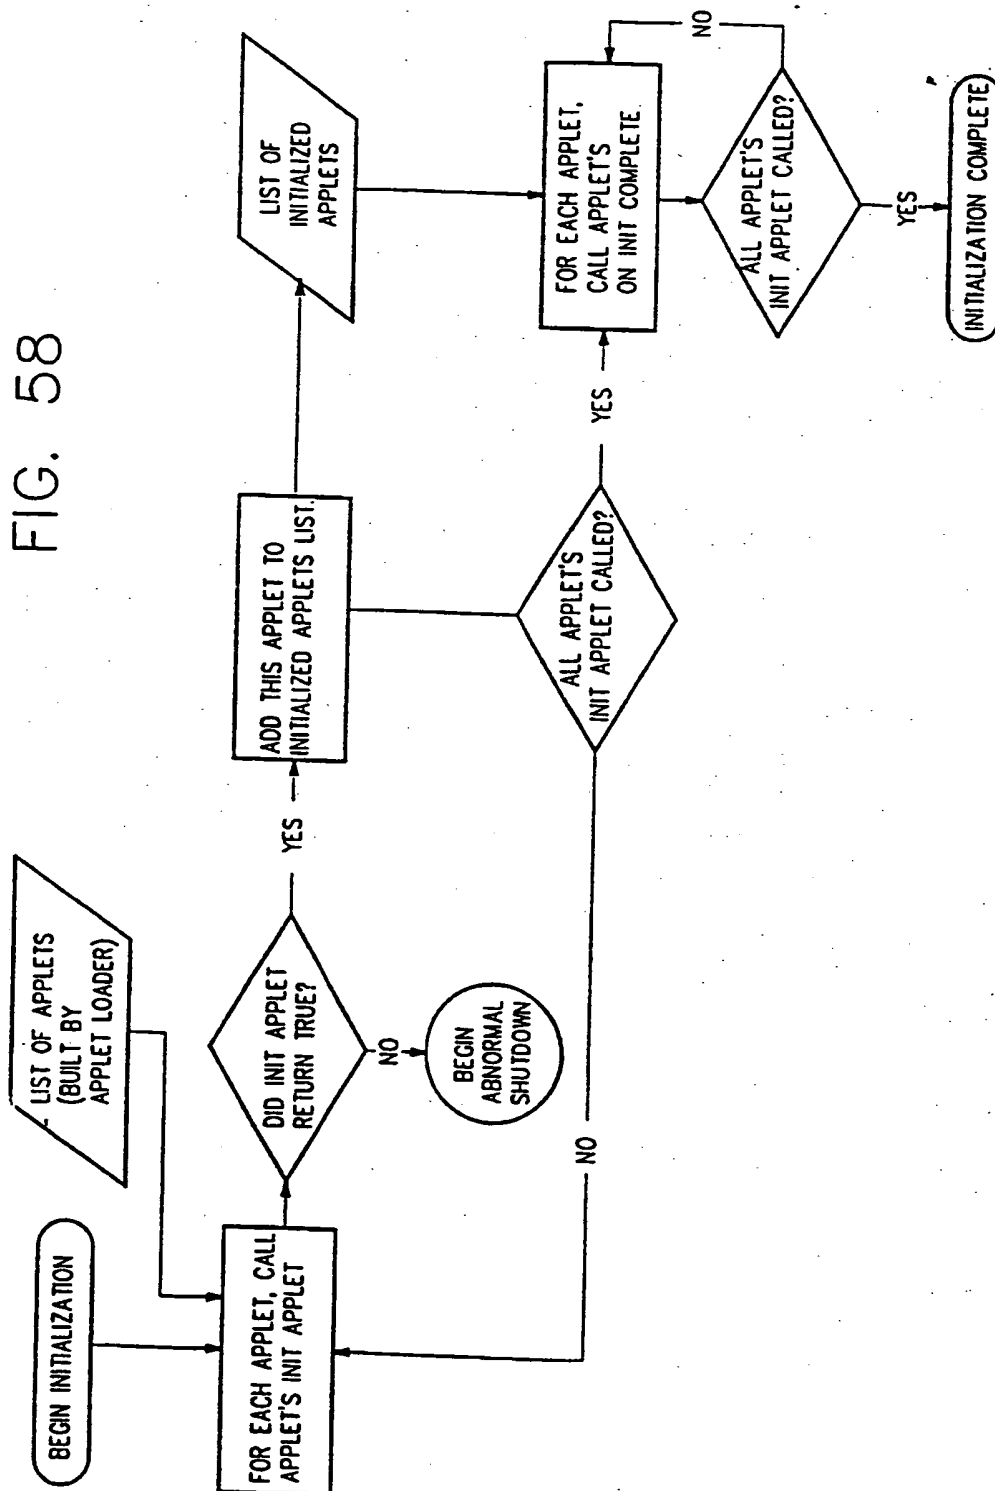 FIG. 58
BEGIN INITIALIZATION
LIST OF APPLETS
(BUILT BY
APPLET LOADER)
FOR EACH APPLET, CALL
APPLET'S INIT APPLET
DID INIT APPLET
RETURN TRUE?
YES
NO
BEGIN
ABNORMAL
SHUTDOWN
ADD THIS APPLET TO
INITIALIZED APPLETS LIST.
LIST OF
INITIALIZED
APPLETS
ALL APPLET'S
INIT APPLET CALLED?
NO
YES
FOR EACH APPLET,
CALL APPLET'S
ON INIT COMPLETE
ALL APPLET'S
INIT APPLET CALLED?
NO
YES
INITIALIZATION COMPLETE